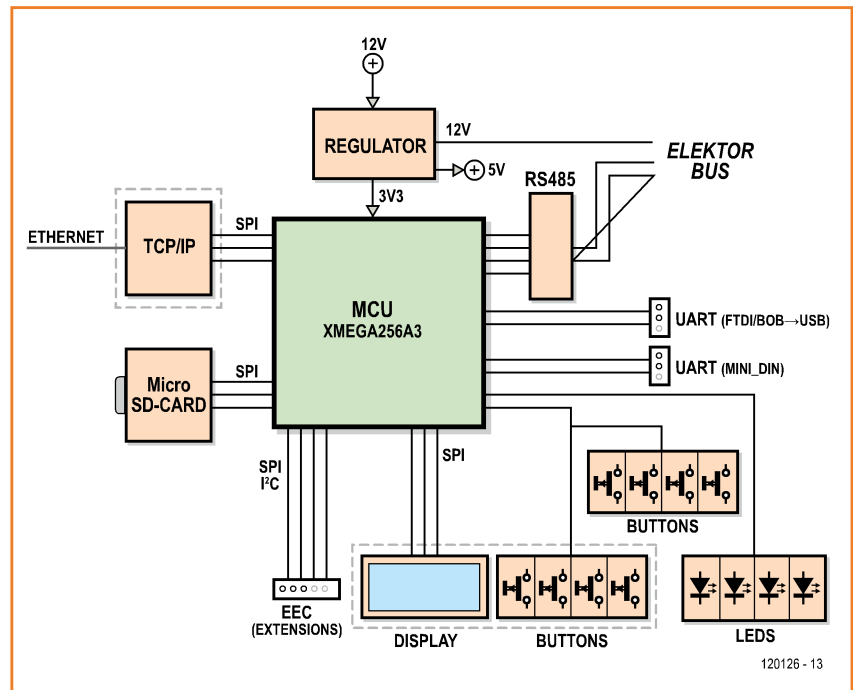 12V
REGULATOR
12V
5V
3V3
ELEKTOR
BUS
RS485
ETHERNET
TCP/IP
SPI
MCU
XMEGA256A3
UART (FTDI/BOB→USB)
UART (MINI_DIN)
Micro
SD-CARD
SPI
SPI
I²C
SPI
BUTTONS
EEC
(EXTENSIONS)
DISPLAY
BUTTONS
LEDS
120126 - 13